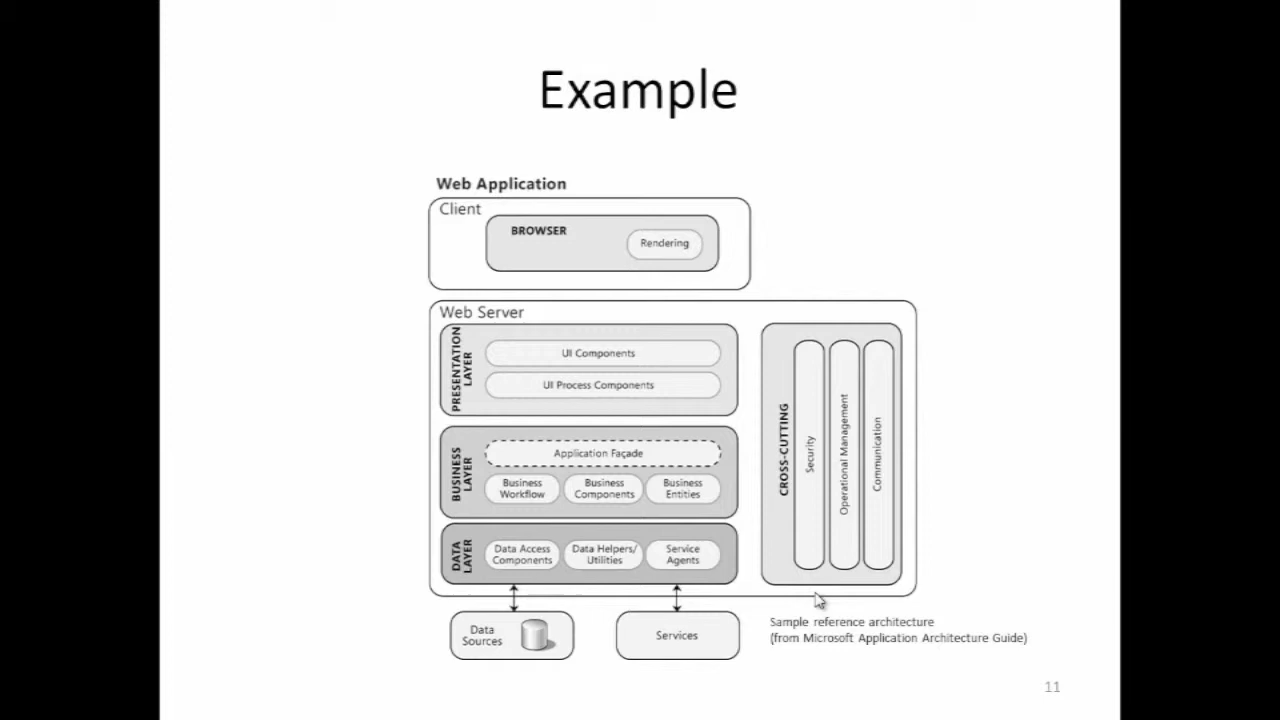 Example
Web Application
Client
BROWSER
Rendering
Web Server
PRESENTATION
LAYER
UI Components
UI Process Components
BUSINESS
LAYER
Application Façade
Business
Workflow
Business
Components
Business
Entities
DATA
LAYER
Data Access
Components
Data Helpers/
Utilities
Service
Agents
CROSS-CUTTING
Security
Operational Management
Communication
Data
Sources
Services
Sample reference architecture
(from Microsoft Application Architecture Guide)
11